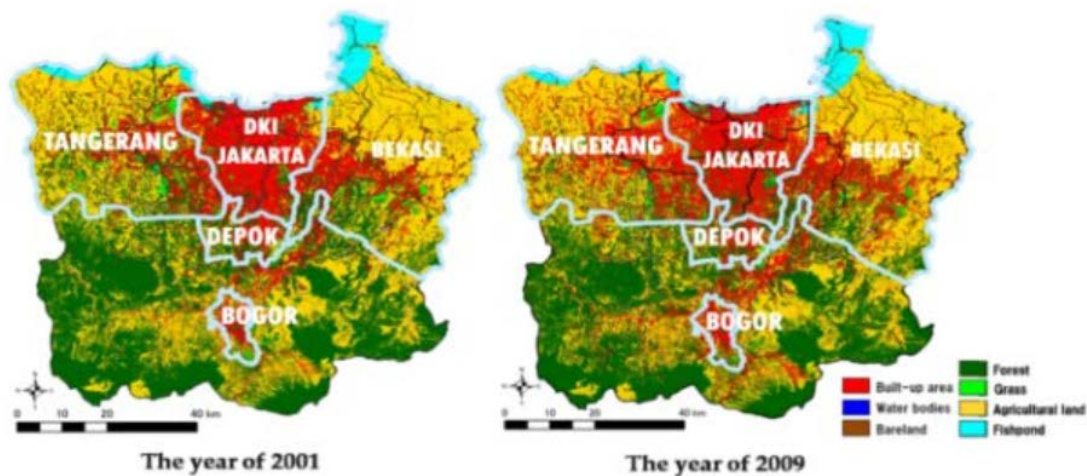 TANGERANG
DKI
JAKARTA
BEKASI
DEPOK
BOGOR
0 10 20 40 km
The year of 2001
TANGERANG
DKI
JAKARTA
BEKASI
DEPOK
BOGOR
0 10 20 40 km
The year of 2009
Built-up area
Water bodies
Bareland
Forest
Grass
Agricultural land
Fishpond